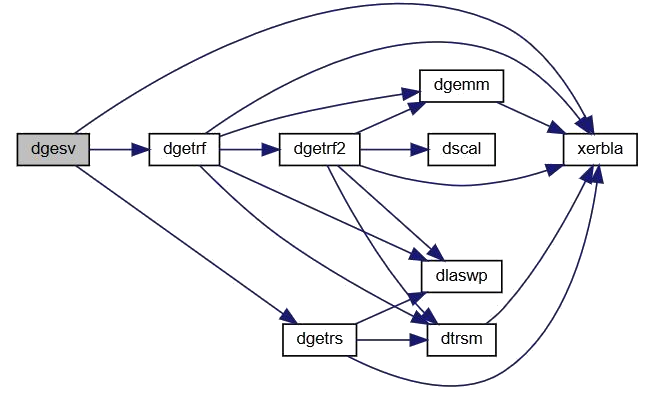 dgesv
dgetrf
dgetrf2
dgemm
dscal
xerbla
dlaswp
dgetrs
dtrsm